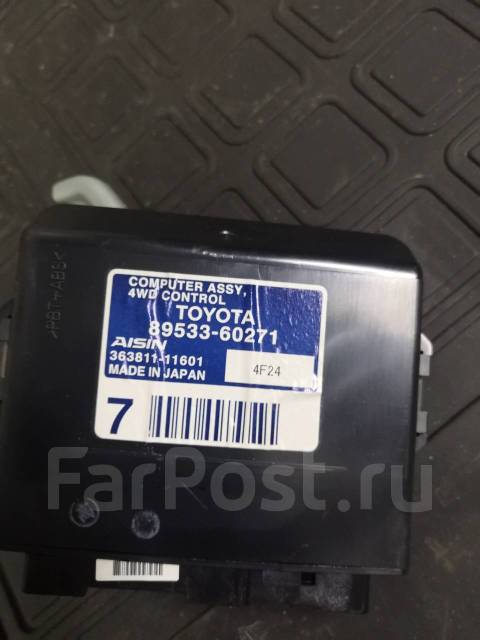 >PBT+ABS<
COMPUTER ASSY,
4WD CONTROL
TOYOTA
89533-60271
AISIN
363811-11601
MADE IN JAPAN
4F24
7
FarPost.ru